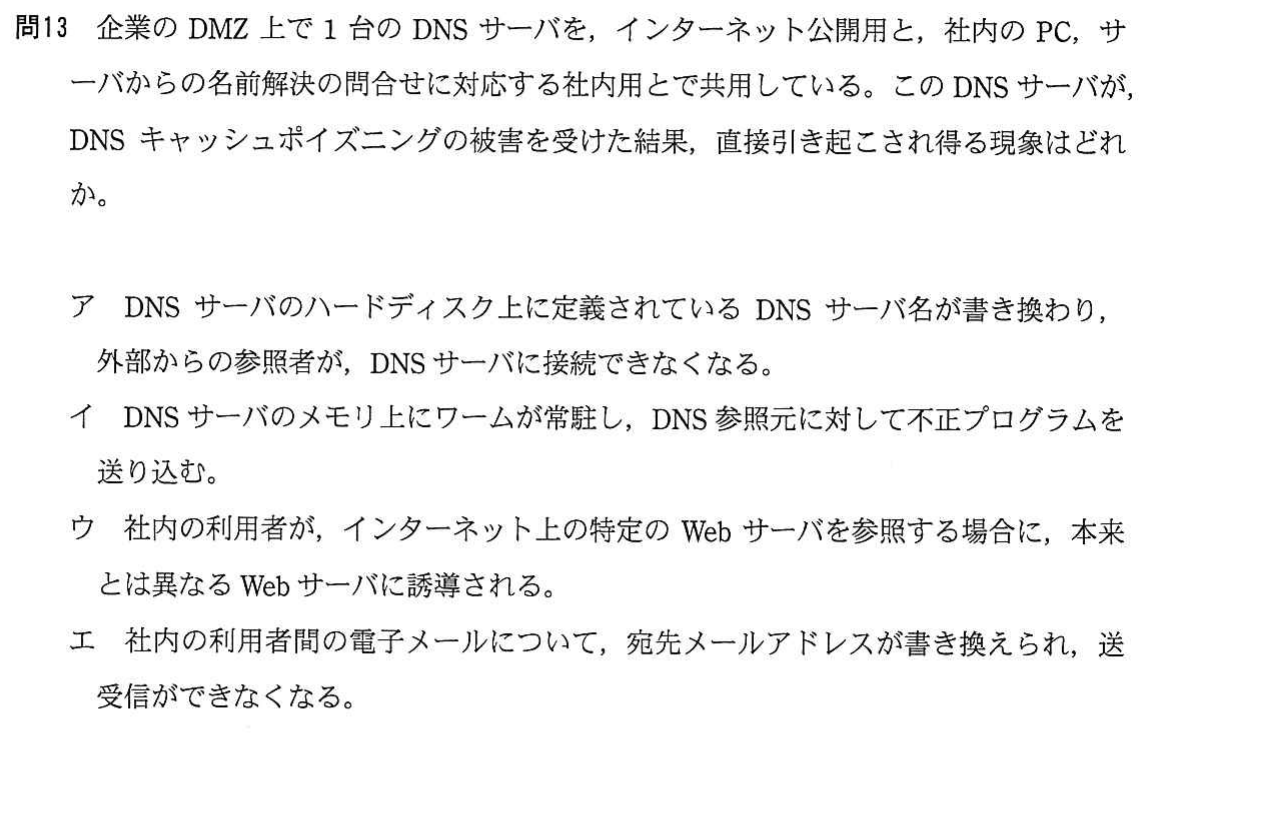 問13 企業の DMZ 上で 1 台の DNS サーバを，インターネット公開用と，社内の PC，サ
ーバからの名前解決の問合せに対応する社内用とで共用している。この DNS サーバが，
DNS キャッシュポイズニングの被害を受けた結果，直接引き起こされ得る現象はどれ
か。
ア DNS サーバのハードディスク上に定義されている DNS サーバ名が書き換わり，
外部からの参照者が，DNS サーバに接続できなくなる。
イ DNS サーバのメモリ上にワームが常駐し，DNS 参照元に対して不正プログラムを
送り込む。
ウ 社内の利用者が，インターネット上の特定の Web サーバを参照する場合に，本来
とは異なる Web サーバに誘導される。
エ 社内の利用者間の電子メールについて，宛先メールアドレスが書き換えられ，送
受信ができなくなる。